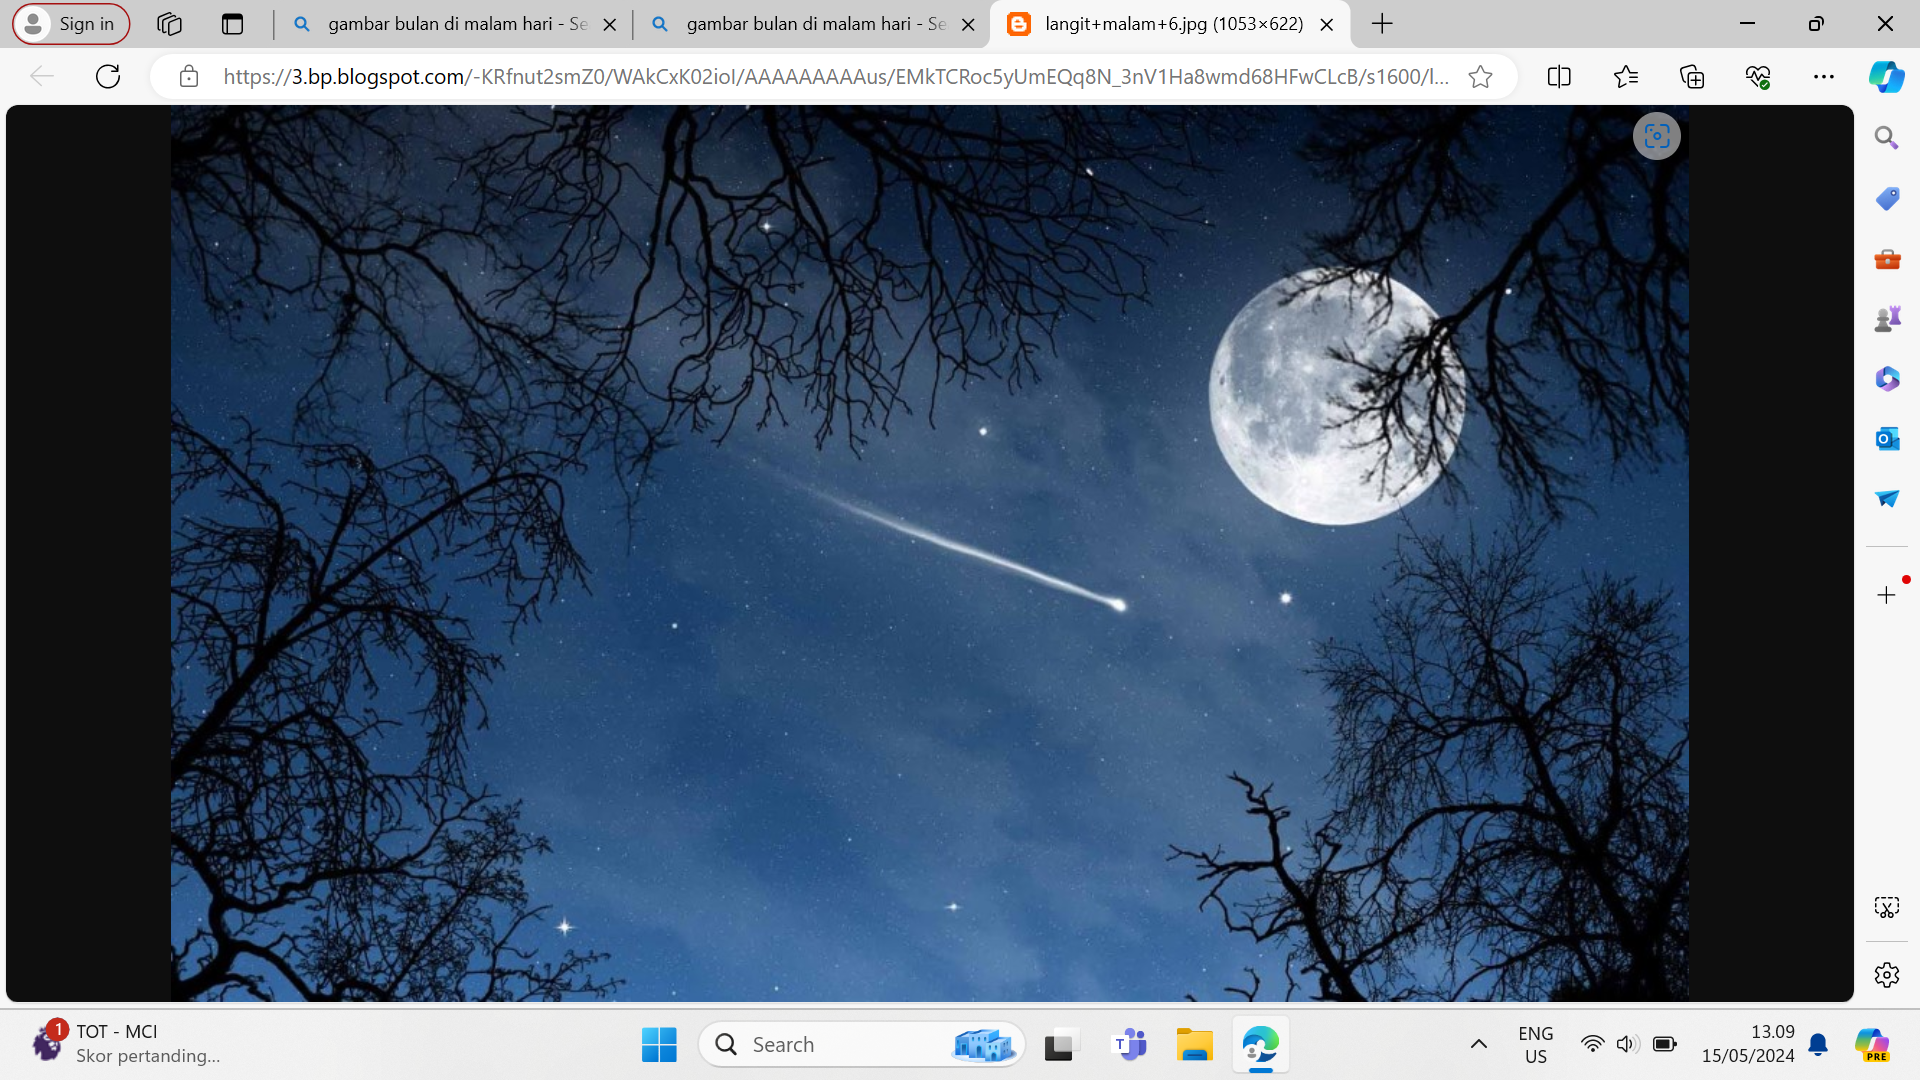 Sign in
gambar bulan di malam hari - Se
gambar bulan di malam hari - Se
langit+malam+6.jpg (1053×622)
https://3.bp.blogspot.com/-KRfnut2smZ0/WAkCxK02ioI/AAAAAAAAAus/EMkTCRoc5yUmEQq8N_3nV1Ha8wmd68HFwCLcB/s1600/l...
1
TOT - MCI
Skor pertanding...
Search
T
ENG
US
13.09
15/05/2024
PRE